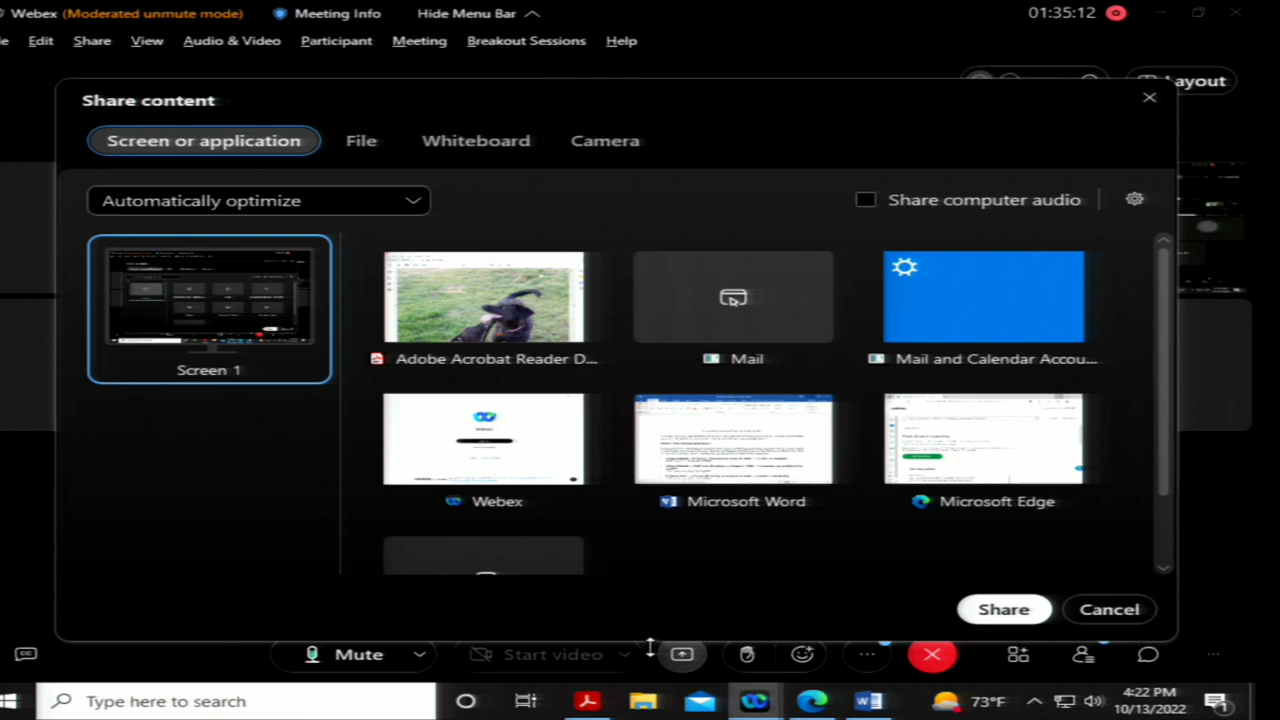 Webex (Moderated unmute mode) Meeting Info Hide Menu Bar 01:35:12
Edit Share View Audio & Video Participant Meeting Breakout Sessions Help
Layout
Share content
Screen or application File Whiteboard Camera
Automatically optimize Share computer audio
Screen 1
Adobe Acrobat Reader D... Mail Mail and Calendar Accou...
Webex Microsoft Word Microsoft Edge
Share Cancel
CC Mute Start video
Type here to search 73°F 4:22 PM
10/13/2022 1